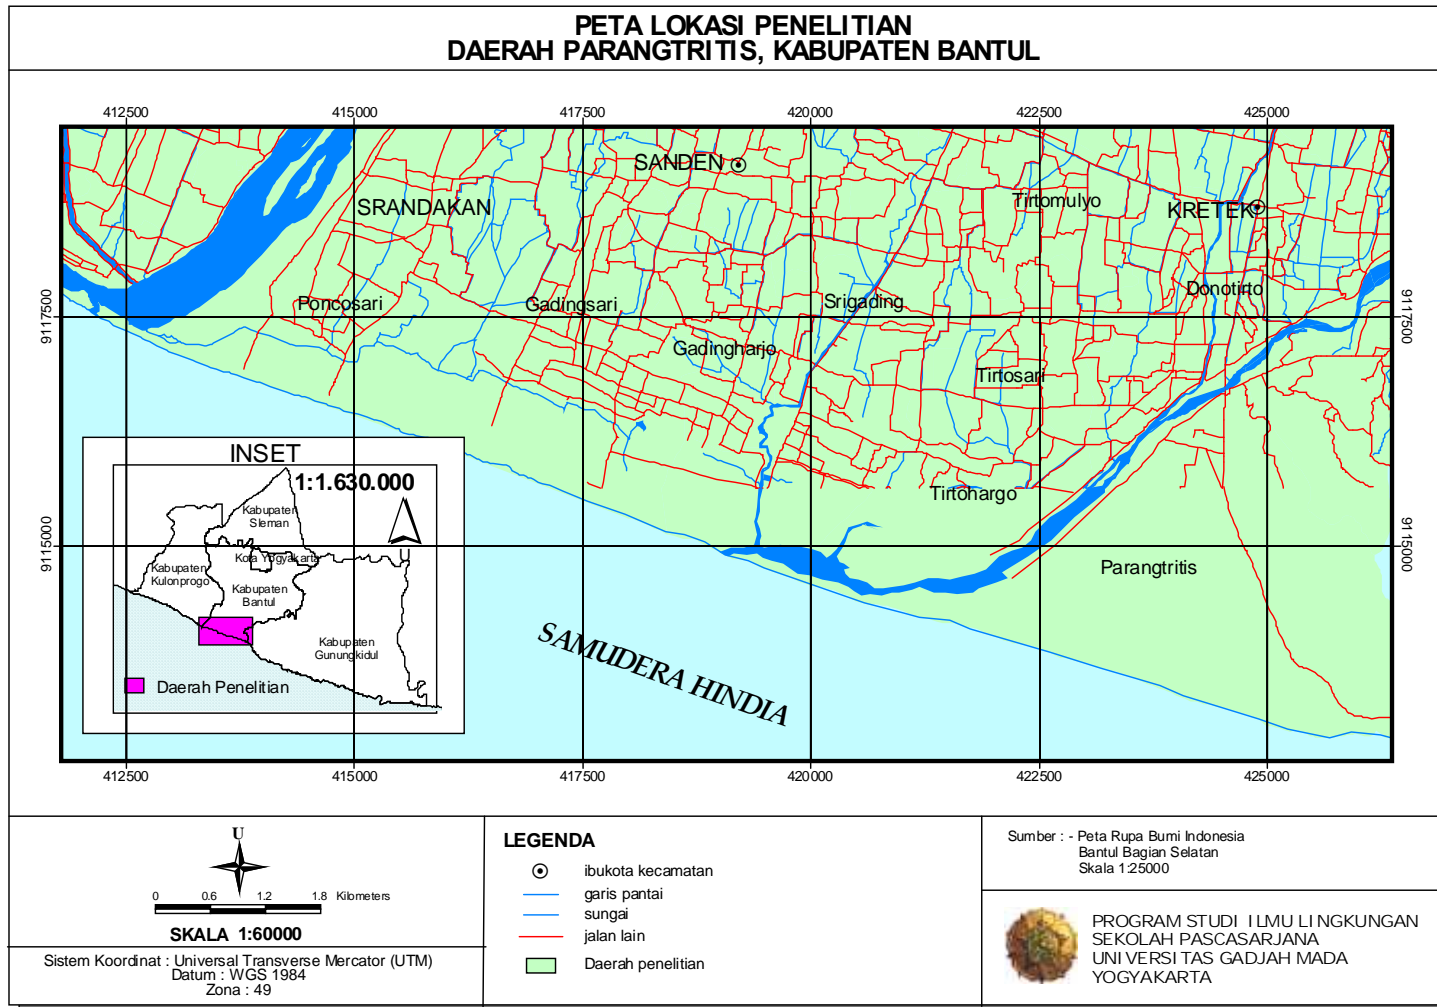 PETA LOKASI PENELITIAN
DAERAH PARANGTRITIS, KABUPATEN BANTUL
412500 415000 417500 420000 422500 425000
SANDEN
SRANDAKAN
Tirtomulyo
KRETEK
Poncosari
Gadingsari
Srigading
Donotirto
9117500
9117500
Gadingharjo
Tirtosari
Tirtohargo
Parangtritis
9115000
9115000
SAMUDERA HINDIA
INSET
1:1.630.000
Kabupaten
Sleman
U
Kota Yogyakarta
Kabupaten
Kulonprogo
Kabupaten
Bantul
Kabupaten
Gunungkidul
Daerah Penelitian
412500 415000 417500 420000 422500 425000
U
0 0.6 1.2 1.8 Kilometers
SKALA 1:60000
Sistem Koordinat : Universal Transverse Mercator (UTM)
Datum : WGS 1984
Zona : 49
LEGENDA
ibukota kecamatan
garis pantai
sungai
jalan lain
Daerah penelitian
Sumber : - Peta Rupa Bumi Indonesia
Bantul Bagian Selatan
Skala 1:25000
PROGRAM STUDI ILMU LINGKUNGAN
SEKOLAH PASCASARJANA
UNIVERSITAS GADJAH MADA
YOGYAKARTA